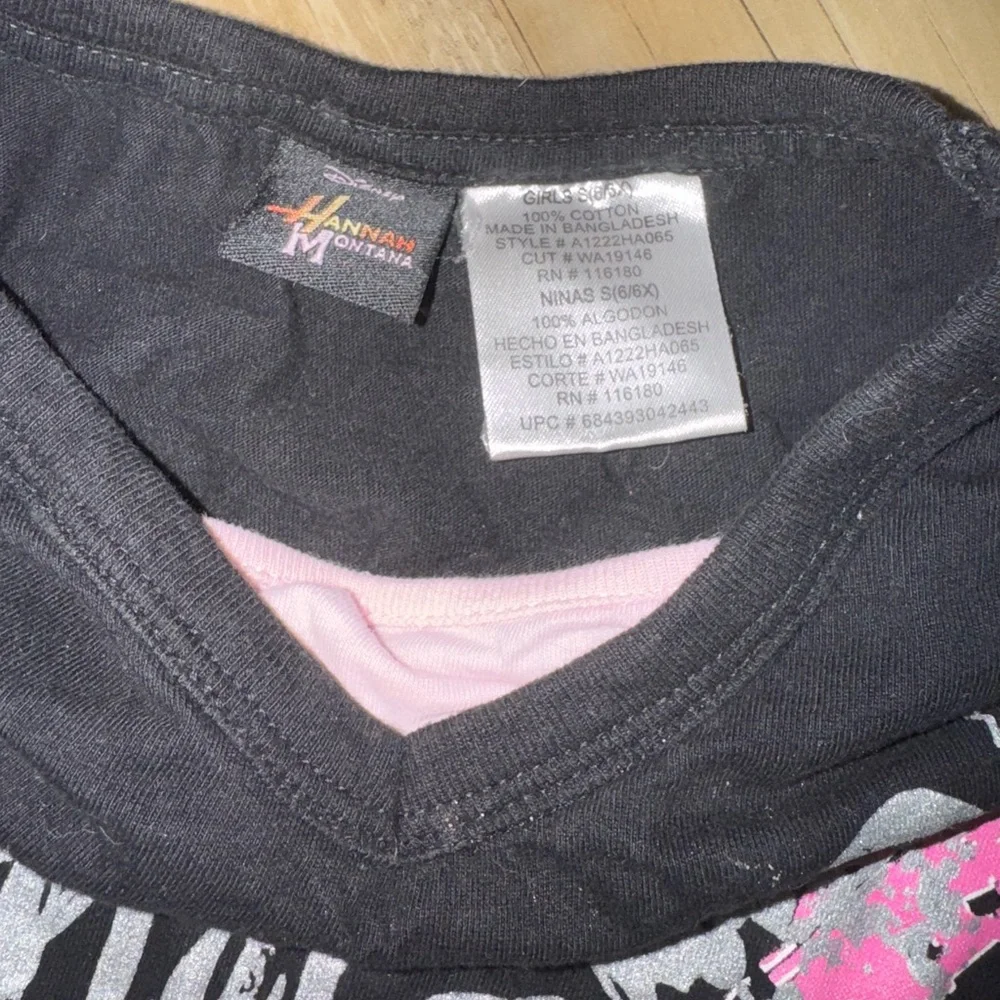 Disney
HANNAH
MONTANA
GIRLS S(6/6X)
100% COTTON
MADE IN BANGLADESH
STYLE # A1222HA065
CUT # WA19146
RN # 116180
NINAS S(6/6X)
100% ALGODON
HECHO EN BANGLADESH
ESTILO # A1222HA065
CORTE # WA19146
RN # 116180
UPC # 684393042443